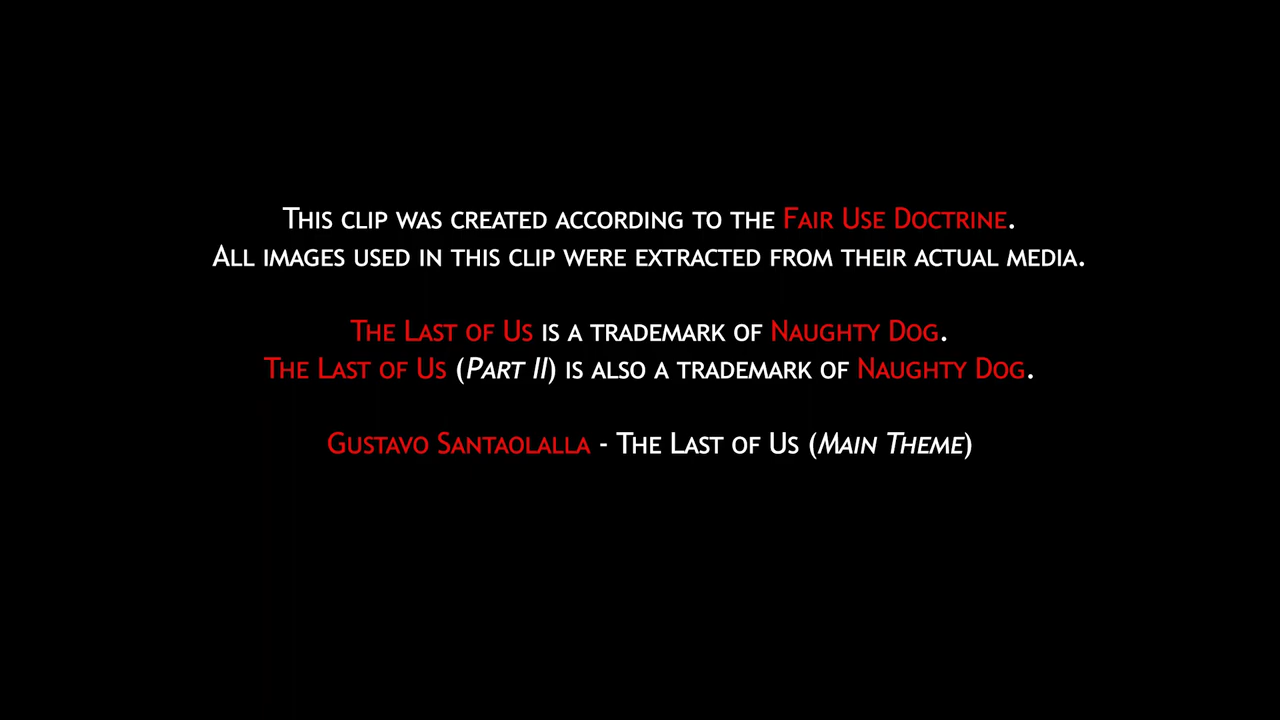 This clip was created according to the Fair Use Doctrine.
All images used in this clip were extracted from their actual media.
The Last of Us is a trademark of Naughty Dog.
The Last of Us (Part II) is also a trademark of Naughty Dog.
Gustavo Santaolalla - The Last of Us (Main Theme)